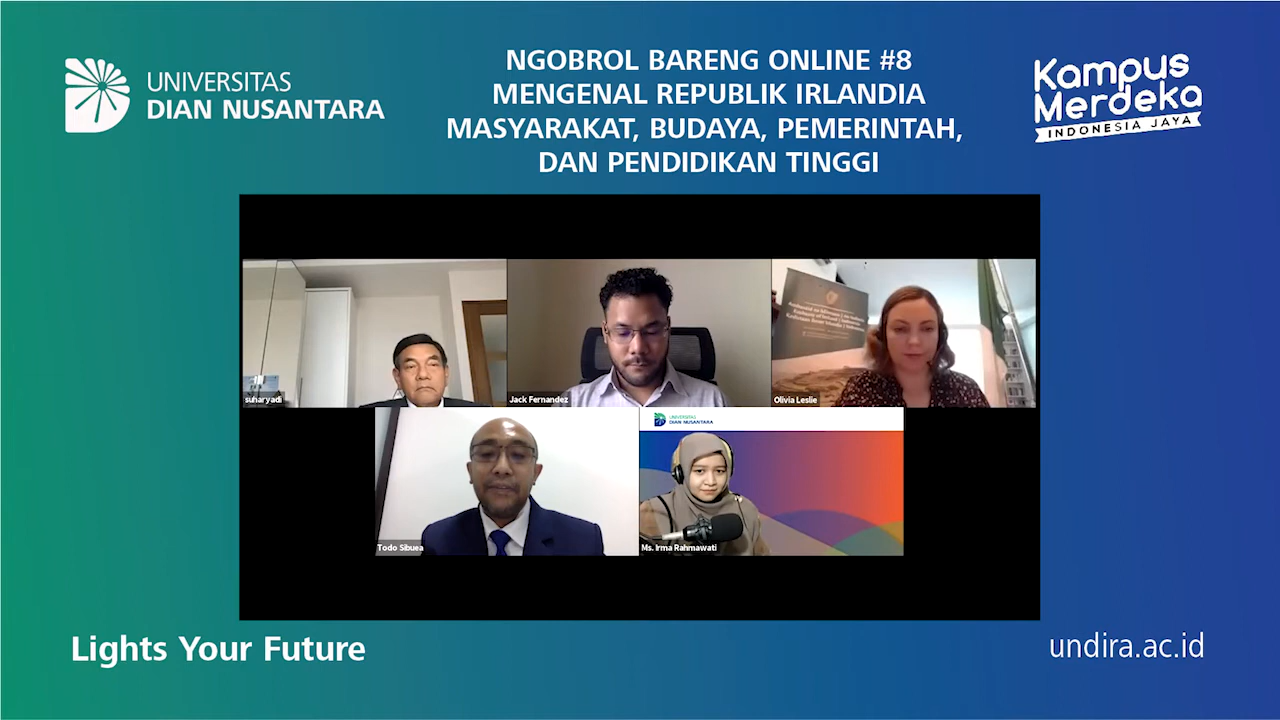 UNIVERSITAS
DIAN NUSANTARA
NGOBROL BARENG ONLINE #8
MENGENAL REPUBLIK IRLANDIA
MASYARAKAT, BUDAYA, PEMERINTAH,
DAN PENDIDIKAN TINGGI
Kampus
Merdeka
INDONESIA JAYA
suharyadi
Jack Fernandez
Olivia Leslie
UNIVERSITAS
DIAN NUSANTARA
Todo Sibuea
Ms. Irma Rahmawati
Lights Your Future
undira.ac.id